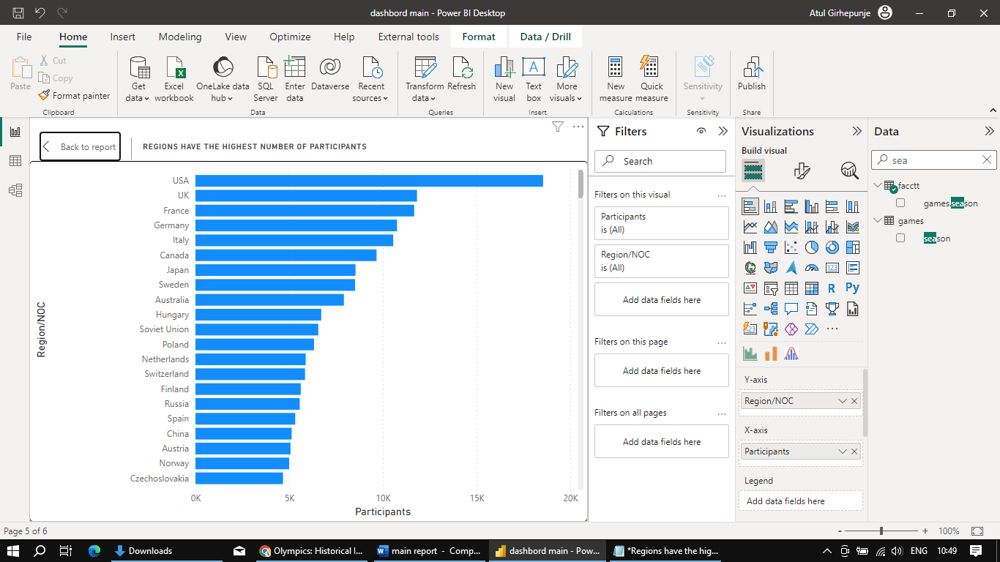 dashbord main - Power BI Desktop
Atul Girhepunje
File Home Insert Modeling View Optimize Help External tools Format Data / Drill
Paste
Cut
Copy
Format painter
Clipboard
Get data
Excel workbook
OneLake data hub
SQL Server
Enter data
Dataverse
Recent sources
Data
Transform data
Refresh
Queries
New visual
Text box
More visuals
Insert
New measure
Quick measure
Calculations
Sensitivity
Sensitivity
Publish
Share
Back to report
REGIONS HAVE THE HIGHEST NUMBER OF PARTICIPANTS
Region/NOC
USA
UK
France
Germany
Italy
Canada
Japan
Sweden
Australia
Hungary
Soviet Union
Poland
Netherlands
Switzerland
Finland
Russia
Spain
China
Austria
Norway
Czechoslovakia
0K 5K 10K 15K 20K
Participants
Filters
Search
Filters on this visual
Participants
is (All)
Region/NOC
is (All)
Add data fields here
Filters on this page
Add data fields here
Filters on all pages
Add data fields here
Visualizations
Build visual
123
R
Py
123
Y-axis
Region/NOC
X-axis
Participants
Legend
Add data fields here
Data
sea
facctt
games.season
games
season
Page 5 of 6
- + 100%
Downloads
Olympics: Historical I...
main report - Comp...
dashbord main - Pow...
*Regions have the hig...
ENG
10:49